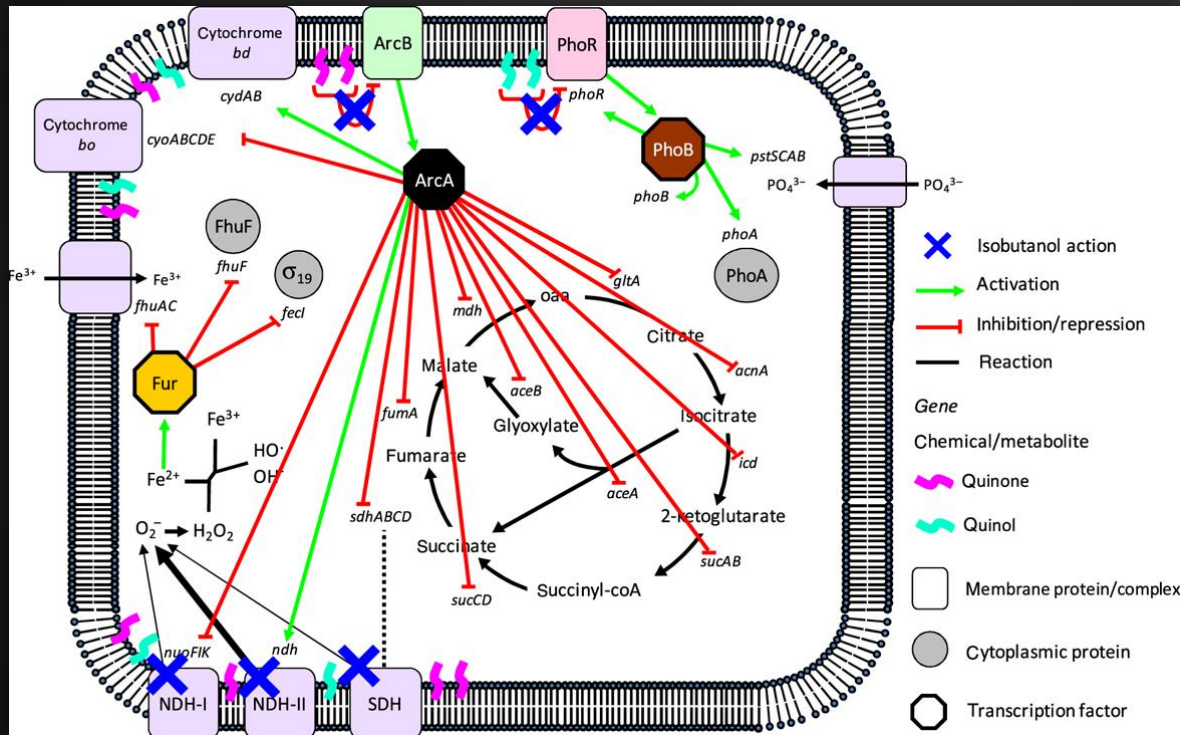 Cytochrome
bd
ArcB
PhoR
cydAB
phoR
Cytochrome
bo
cyoABCDE
ArcA
PhoB
pstSCAB
phoB
PO₄³⁻
PO₄³⁻
phoA
PhoA
FhuF
fhuF
σ₁₉
fecI
Fe³⁺
Fe³⁺
fhuAC
Fur
gltA
oaa
mdh
Citrate
acnA
Malate
aceB
Isocitrate
fumA
Glyoxylate
icd
Fumarate
aceA
Fe³⁺
HO·
OH⁻
Fe²⁺
2-ketoglutarate
sdhABCD
O₂⁻
H₂O₂
Succinate
sucAB
Succinyl-coA
sucCD
nuoFIK
ndh
NDH-I
NDH-II
SDH
Isobutanol action
Activation
Inhibition/repression
Reaction
Gene
Chemical/metabolite
Quinone
Quinol
Membrane protein/complex
Cytoplasmic protein
Transcription factor